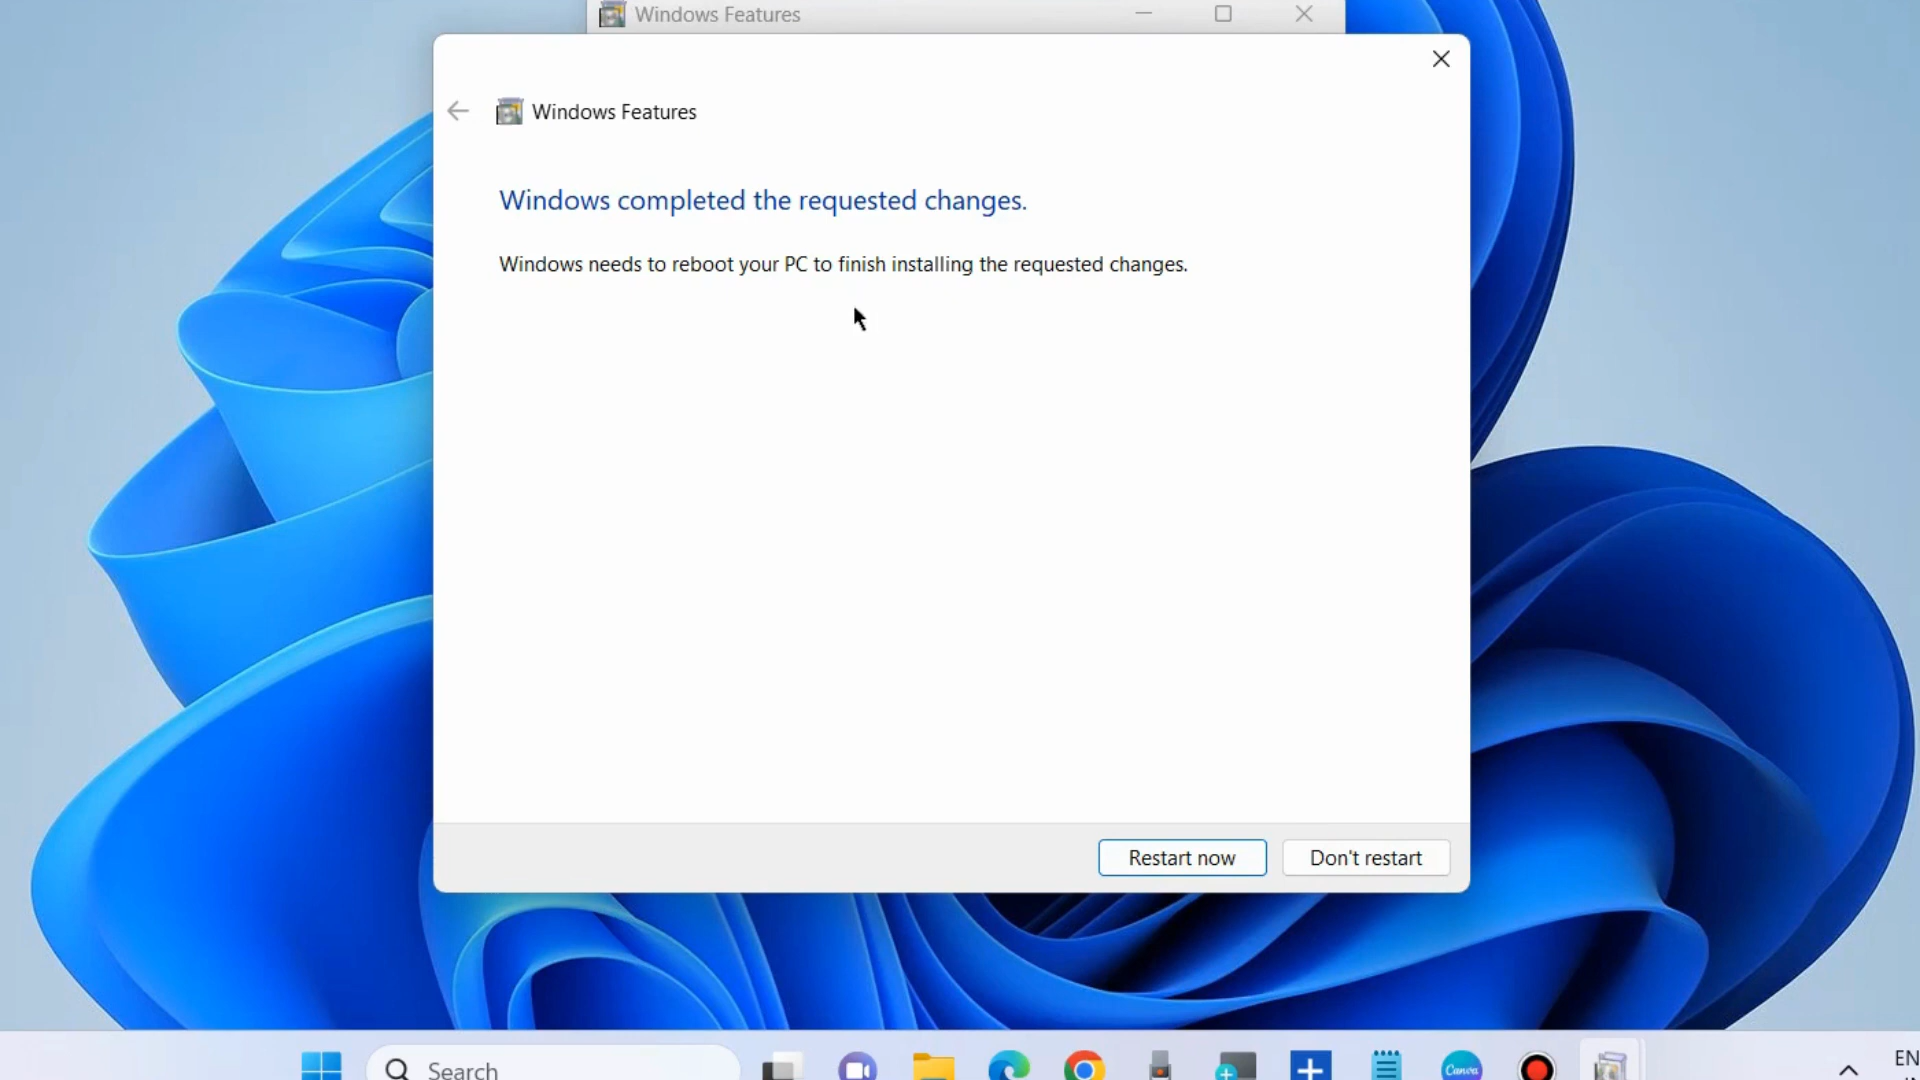 Windows Features
Windows Features
Windows completed the requested changes.
Windows needs to reboot your PC to finish installing the requested changes.
Restart now
Don't restart
Search
Canva
EN